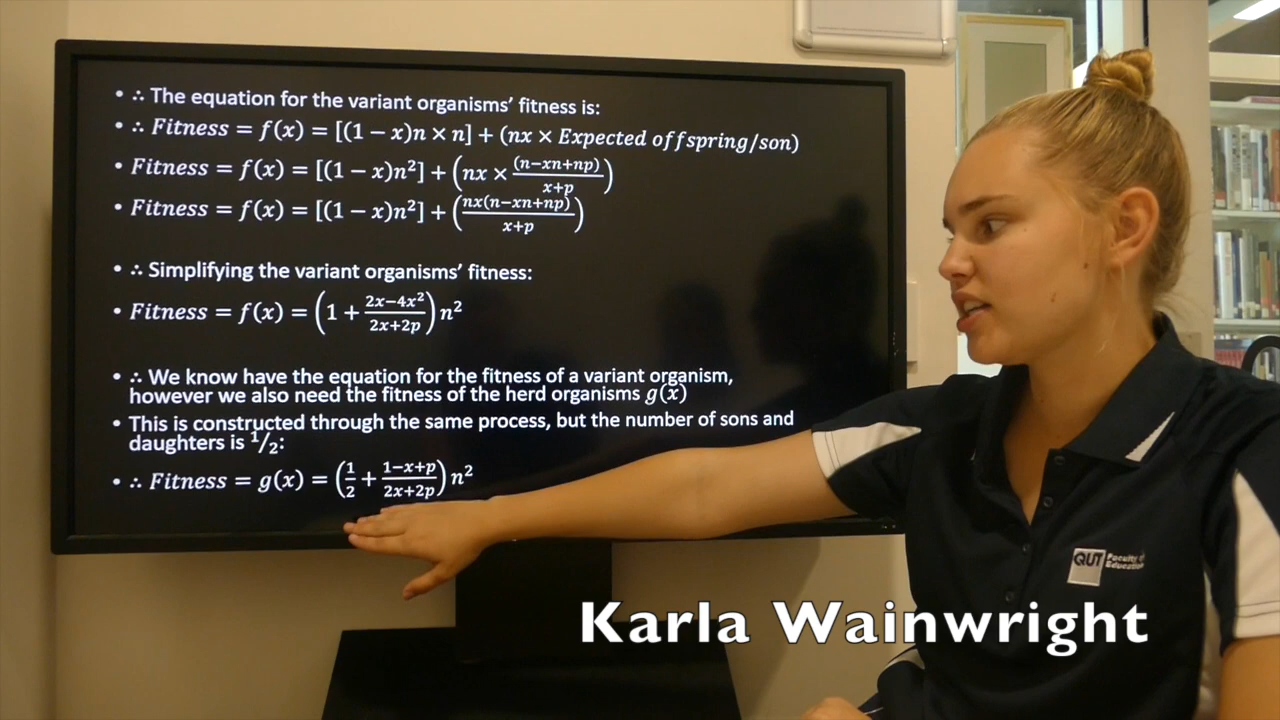 • ∴ The equation for the variant organisms' fitness is:
• ∴ Fitness = f(x) = [(1 − x)n × n] + (nx × Expected offspring/son)
• Fitness = f(x) = [(1 − x)n²] + (nx × (n−xn+np)/(x+p))
• Fitness = f(x) = [(1 − x)n²] + (nx(n−xn+np)/(x+p))
• ∴ Simplifying the variant organisms' fitness:
• Fitness = f(x) = (1 + (2x−4x²)/(2x+2p)) n²
• ∴ We know have the equation for the fitness of a variant organism,
however we also need the fitness of the herd organisms g(x)
• This is constructed through the same process, but the number of sons and
daughters is 1/2:
• ∴ Fitness = g(x) = (1/2 + (1−x+p)/(2x+2p)) n²
QUT
Faculty of
Education
Karla Wainwright